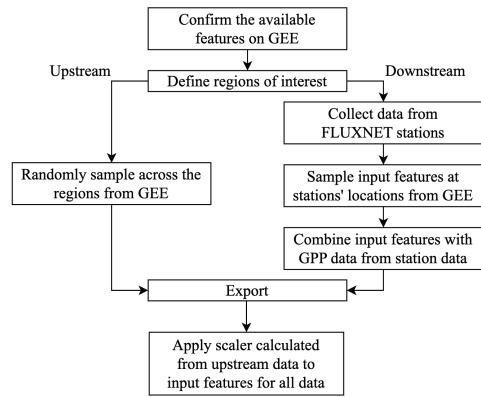 Confirm the available
features on GEE
Upstream
Downstream
Define regions of interest
Collect data from
FLUXNET stations
Randomly sample across the
regions from GEE
Sample input features at
stations' locations from GEE
Combine input features with
GPP data from station data
Export
Apply scaler calculated
from upstream data to
input features for all data